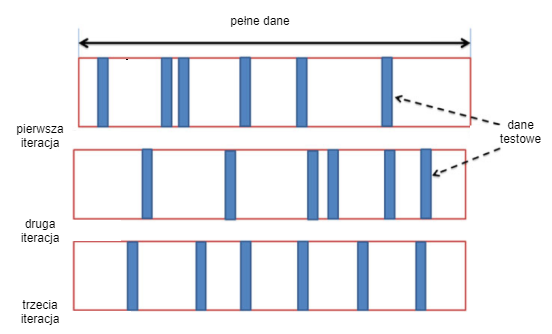 pełne dane
pierwsza
iteracja
dane
testowe
druga
iteracja
trzecia
iteracja